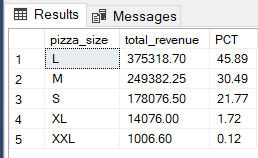 Results Messages
pizza_size total_revenue PCT
1 L 375318.70 45.89
2 M 249382.25 30.49
3 S 178076.50 21.77
4 XL 14076.00 1.72
5 XXL 1006.60 0.12